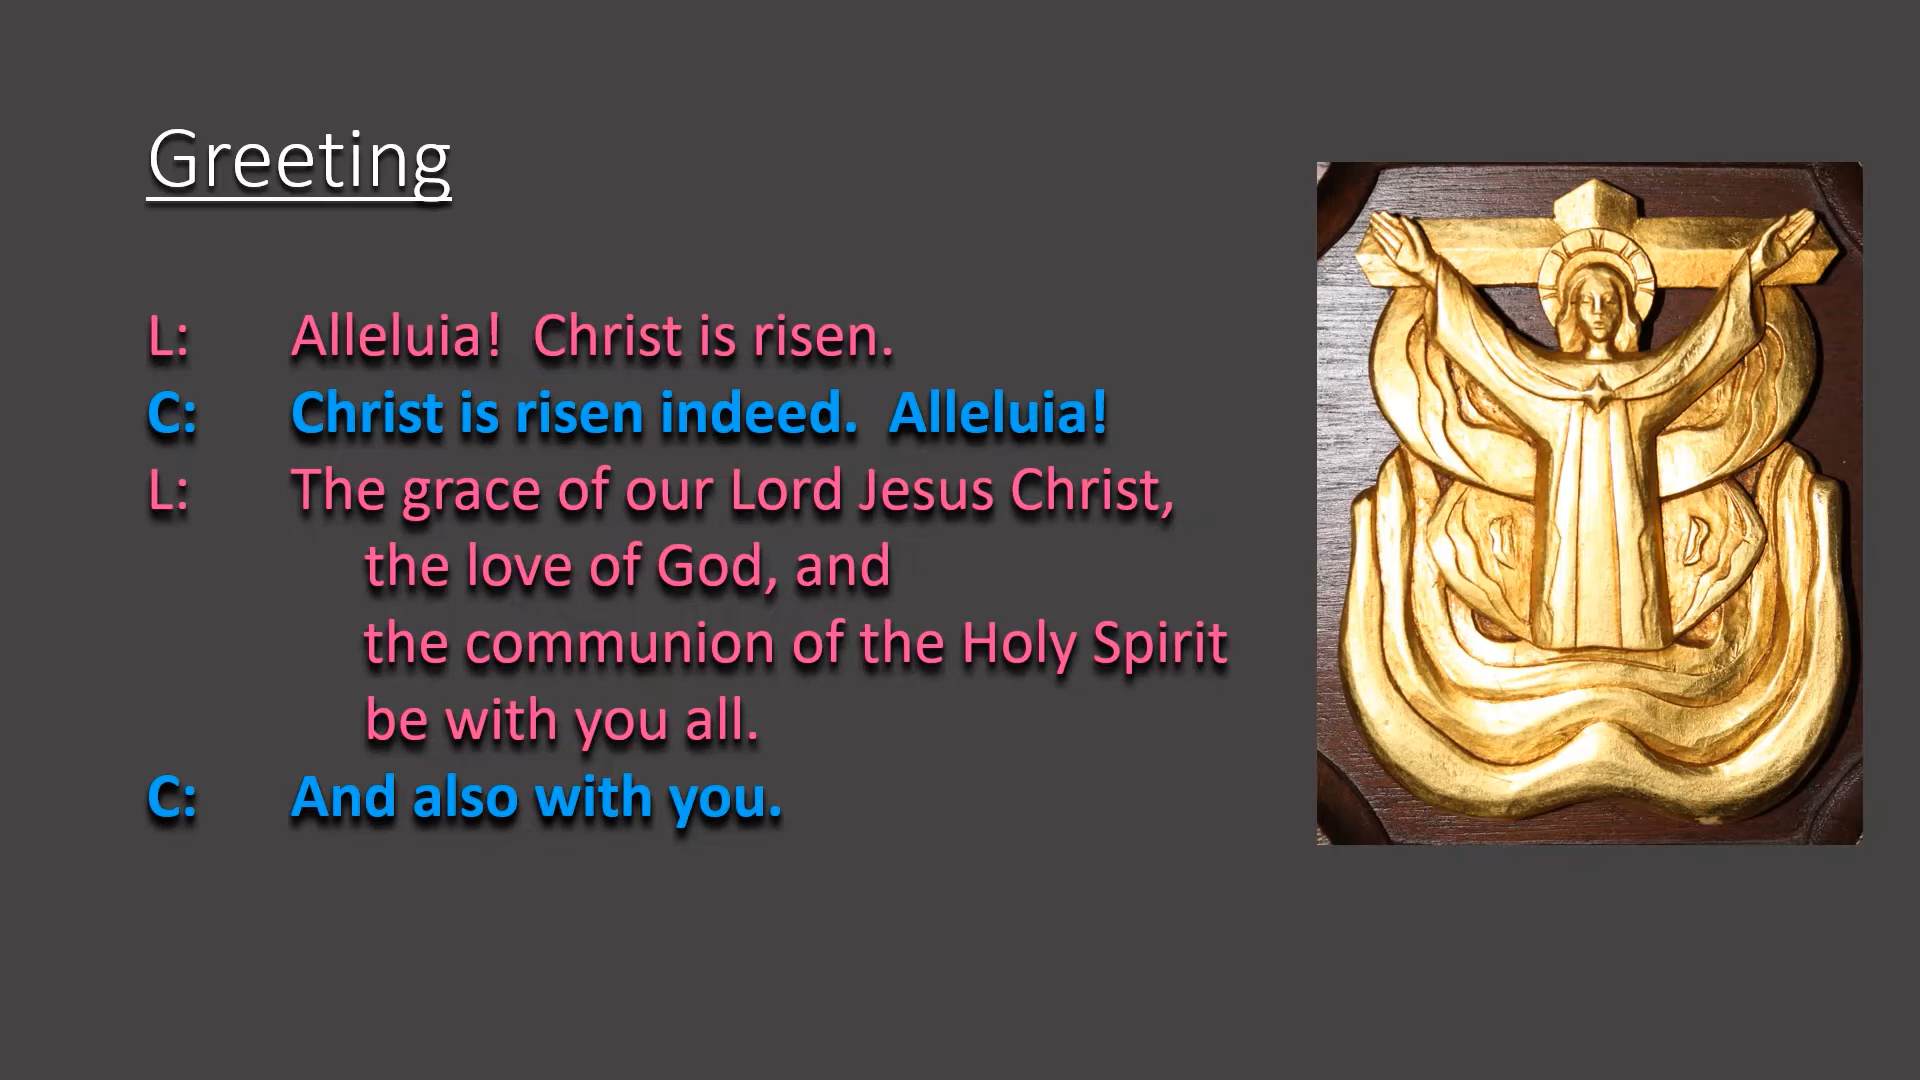 Greeting
L: Alleluia!  Christ is risen.
C: Christ is risen indeed.  Alleluia!
L: The grace of our Lord Jesus Christ,
the love of God, and
the communion of the Holy Spirit
be with you all.
C: And also with you.